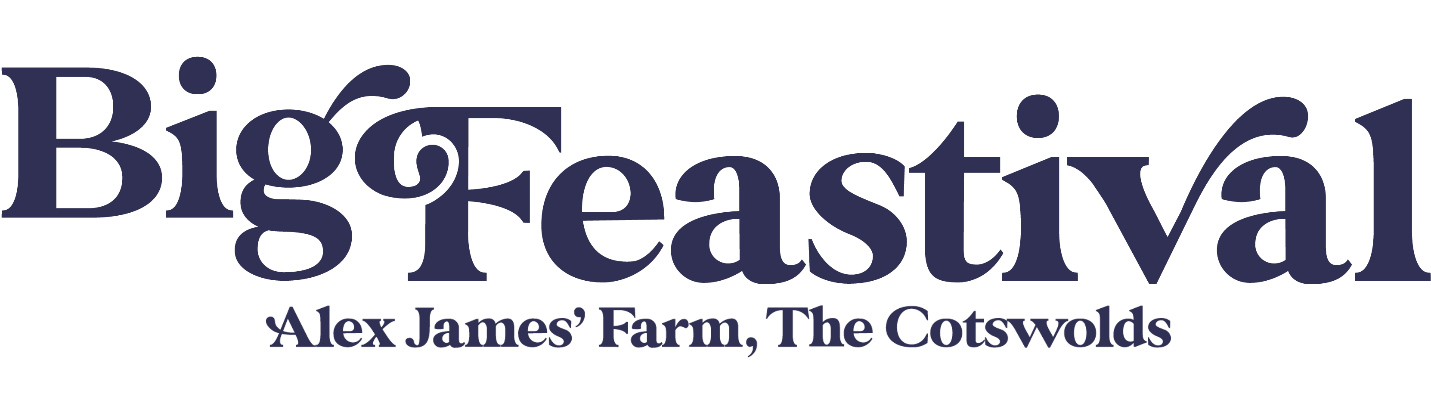 Big Feastival
Alex James’ Farm, The Cotswolds